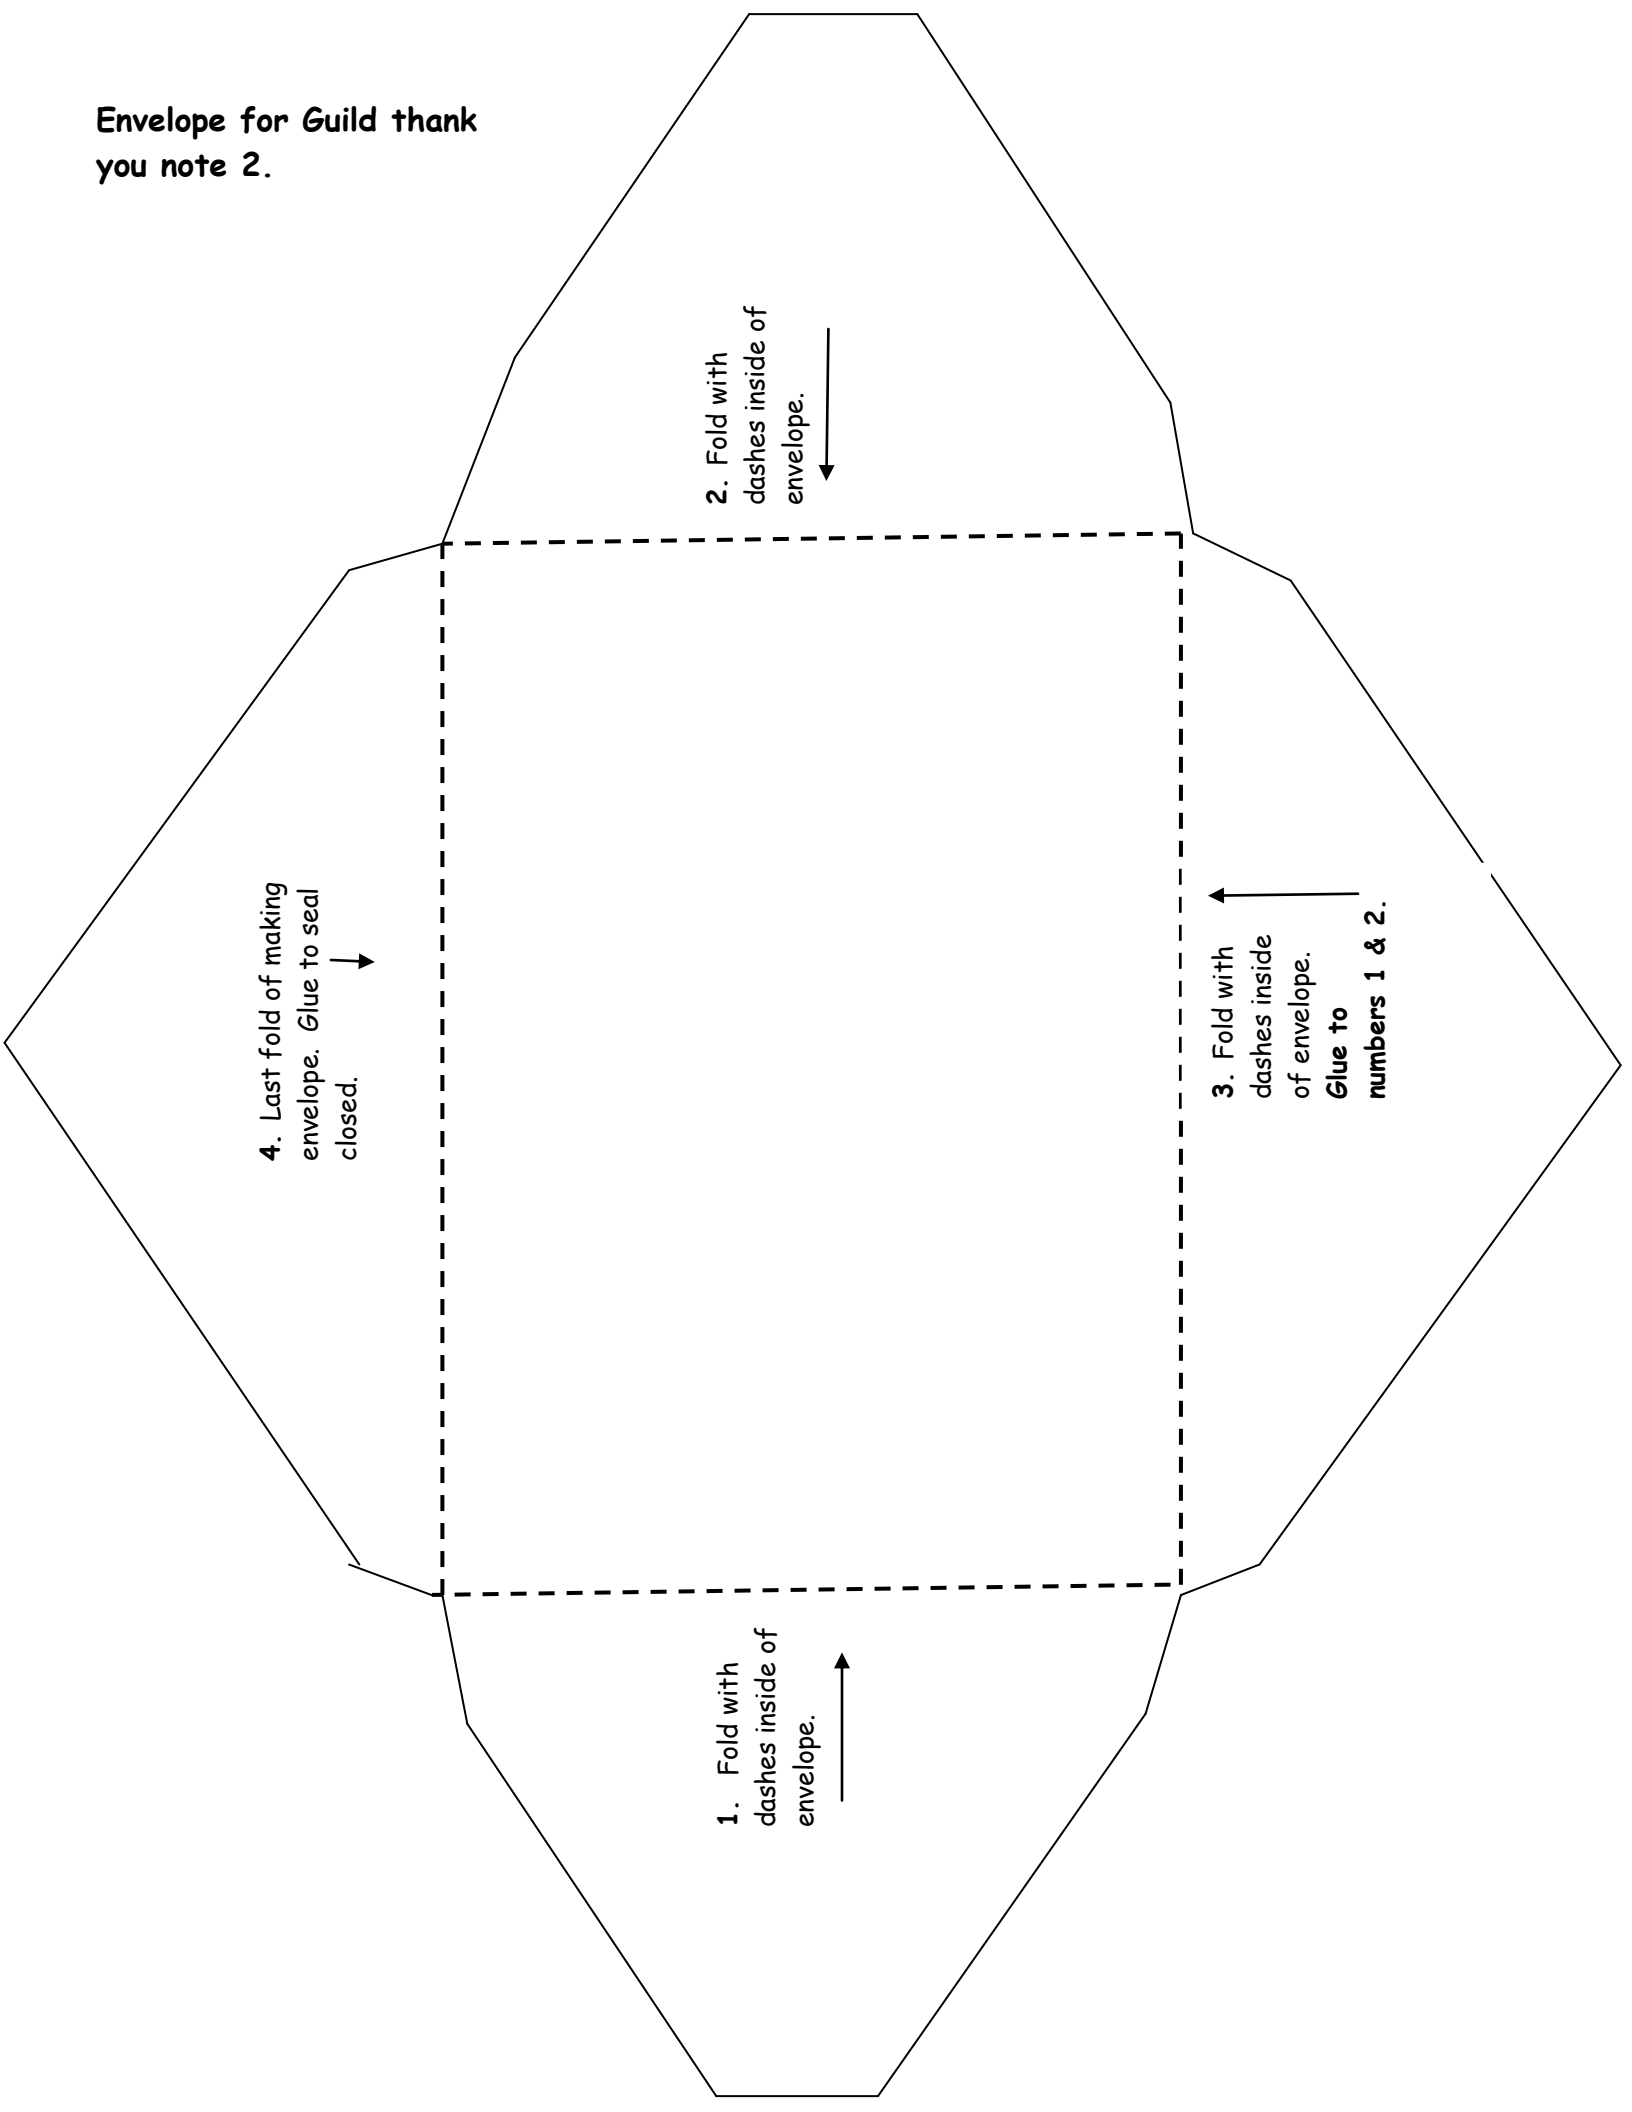 Envelope for Guild thank
you note 2.
2. Fold with
dashes inside of
envelope.
4. Last fold of making
envelope. Glue to seal
closed.
3. Fold with
dashes inside
of envelope.
Glue to
numbers 1 & 2.
1. Fold with
dashes inside of
envelope.